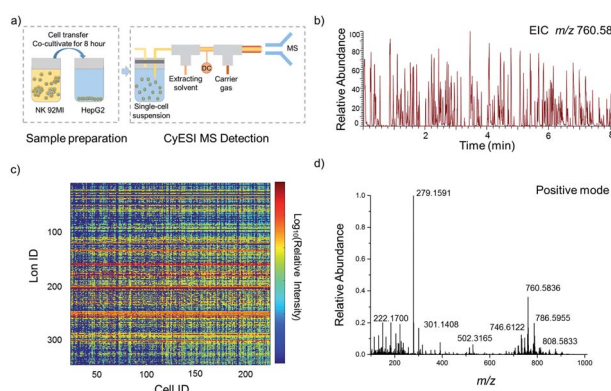 a)
Cell transfer
Co-cultivate for 8 hour
NK 92MI
HepG2
Sample preparation
MS
DC
Extracting
solvent
Carrier
gas
Single-cell
suspension
CyESI MS Detection
b)
EIC m/z 760.58
Relative Abundance
100
80
60
40
20
0
2
4
6
8
Time (min)
c)
Lon ID
100
200
300
50
100
150
200
Cell ID
Log10(Relative
Intensity)
d)
Positive mode
Relative Abundance
1.0
0.8
0.6
0.4
0.2
0.0
279.1591
222.1700
301.1408
502.3165
746.6122
760.5836
786.5955
808.5833
200
400
600
800
1000
m/z